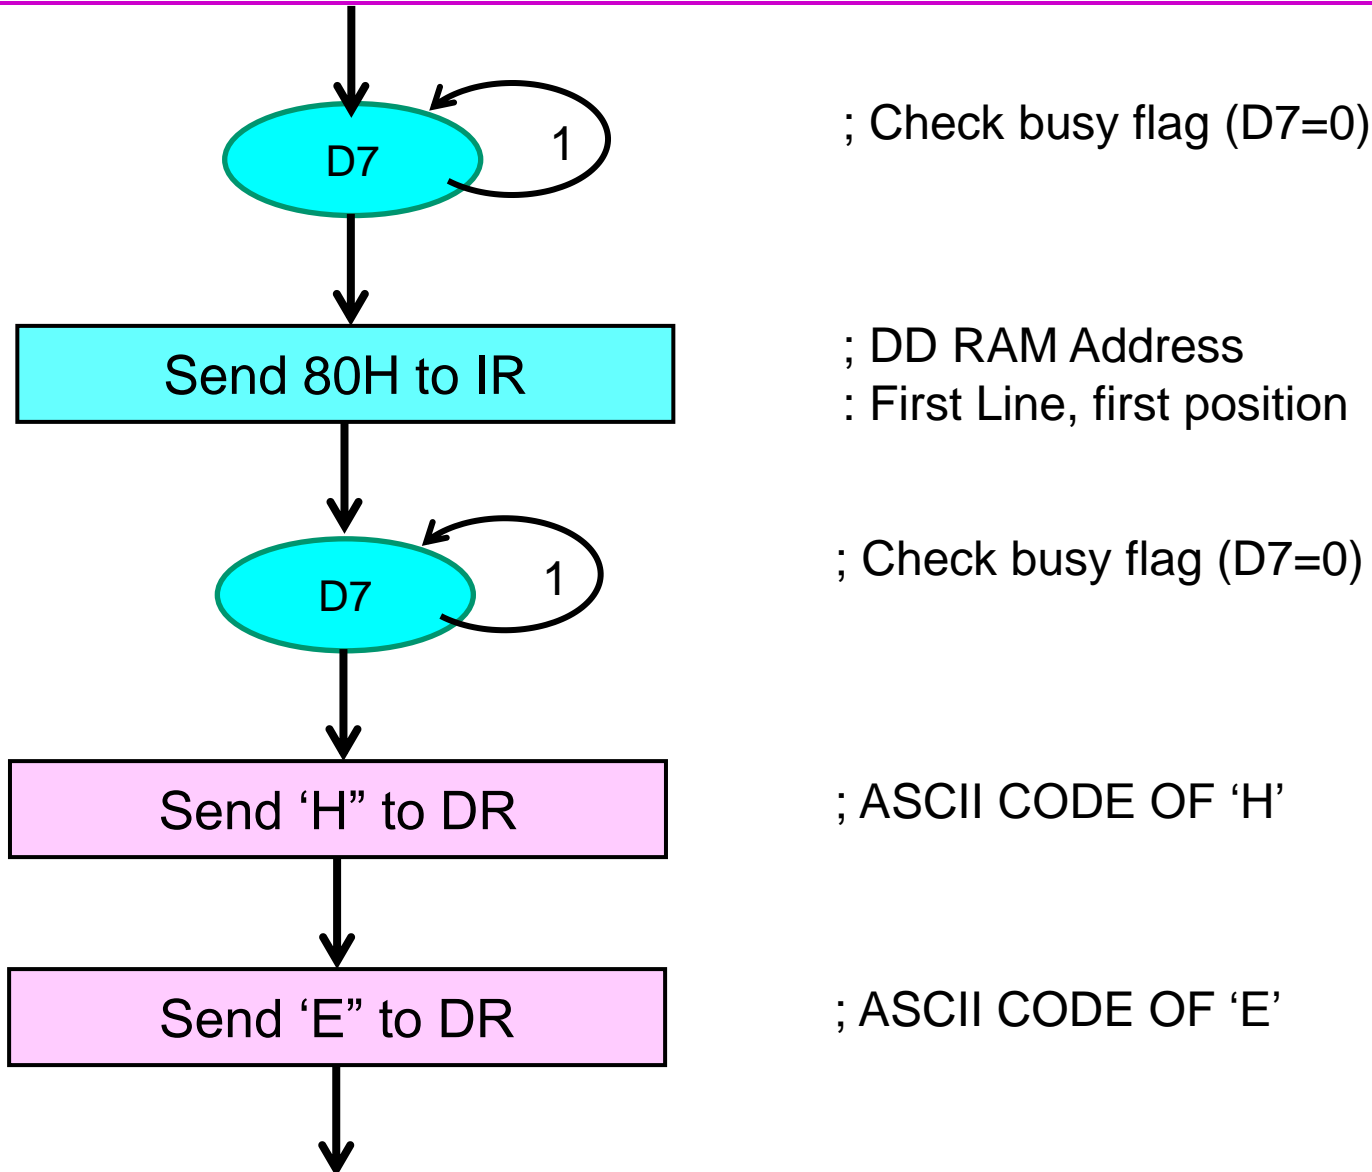 D7
1
; Check busy flag (D7=0)
Send 80H to IR
; DD RAM Address
: First Line, first position
D7
1
; Check busy flag (D7=0)
Send ‘H” to DR
; ASCII CODE OF ‘H’
Send ‘E” to DR
; ASCII CODE OF ‘E’